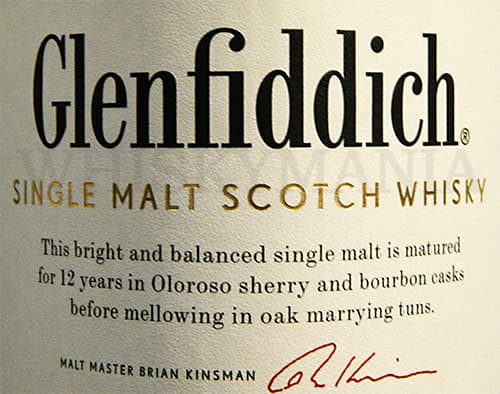 Glenfiddich®
WHISKYMANIA
SINGLE MALT SCOTCH WHISKY
This bright and balanced single malt is matured
for 12 years in Oloroso sherry and bourbon casks
before mellowing in oak marrying tuns.
MALT MASTER BRIAN KINSMAN